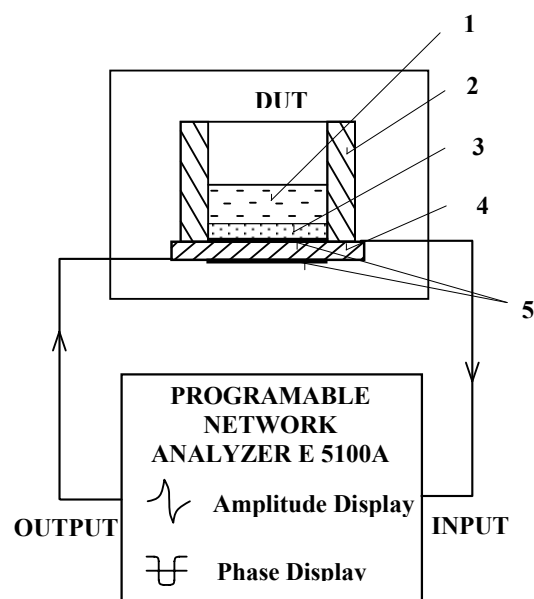 1
DUT
2
3
4
5
PROGRAMABLE
NETWORK
ANALYZER E 5100A
Amplitude Display
OUTPUT
INPUT
Phase Display